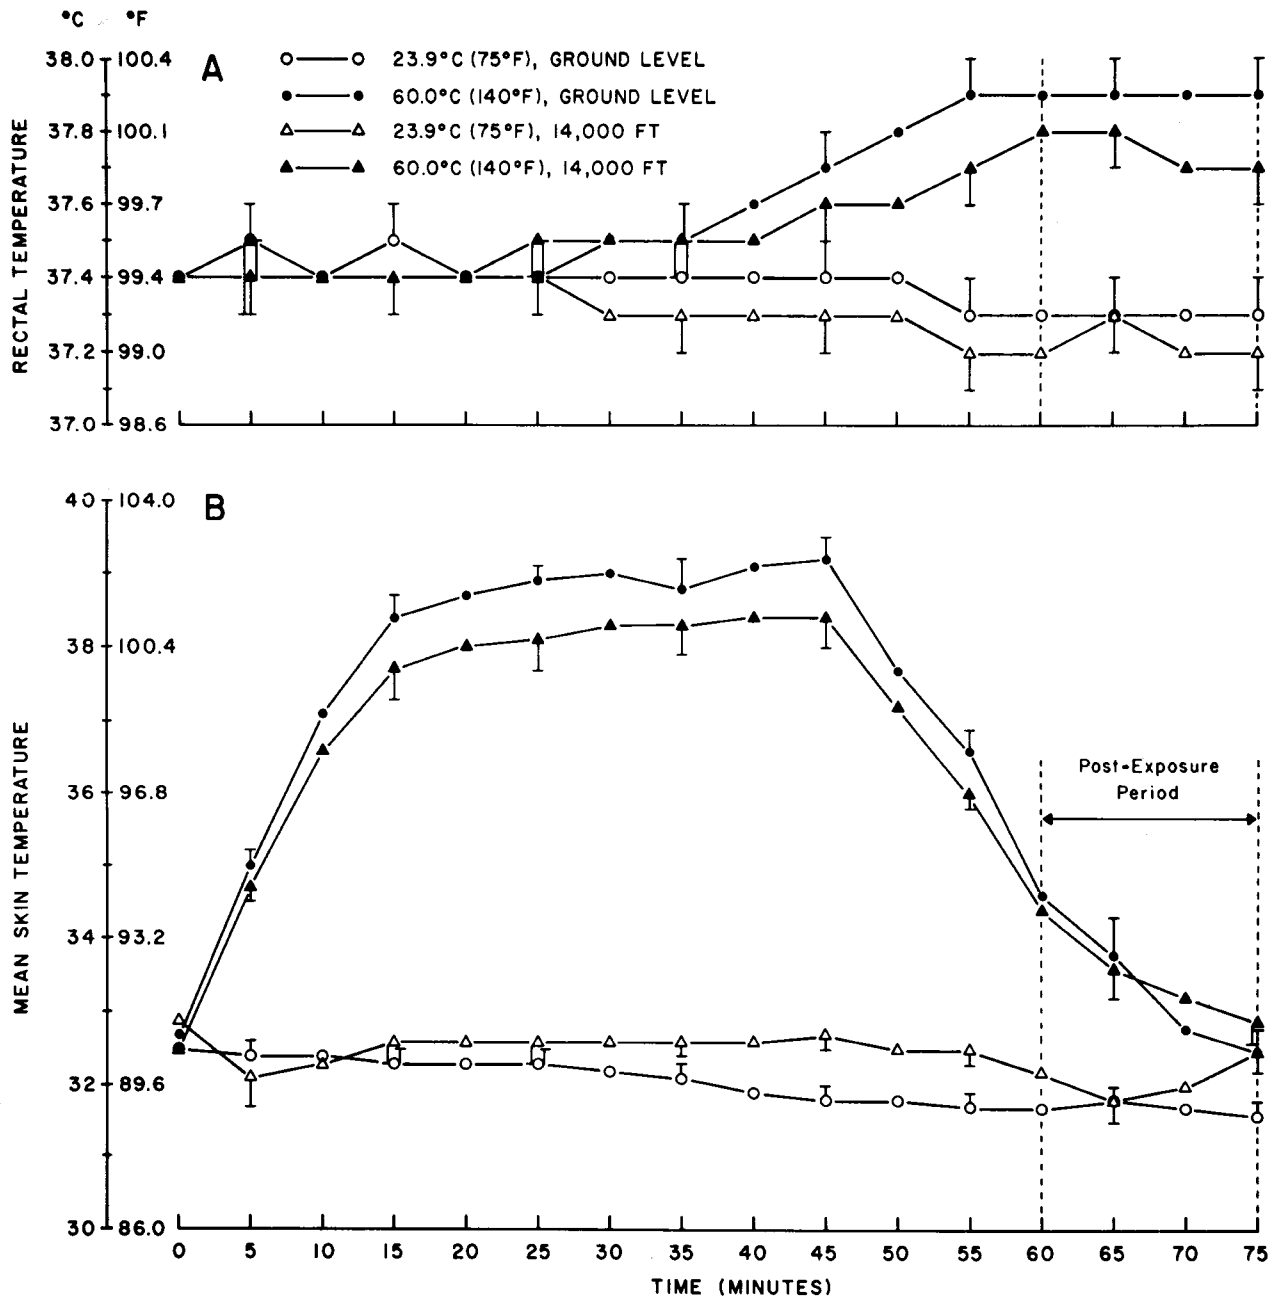 °C °F
38.0 100.4
A
23.9°C (75°F), GROUND LEVEL
60.0°C (140°F), GROUND LEVEL
23.9°C (75°F), 14,000 FT
60.0°C (140°F), 14,000 FT
37.8 100.1
37.6 99.7
37.4 99.4
37.2 99.0
37.0 98.6
RECTAL TEMPERATURE
B
40 104.0
38 100.4
36 96.8
34 93.2
32 89.6
30 86.0
MEAN SKIN TEMPERATURE
Post-Exposure
Period
0 5 10 15 20 25 30 35 40 45 50 55 60 65 70 75
TIME (MINUTES)